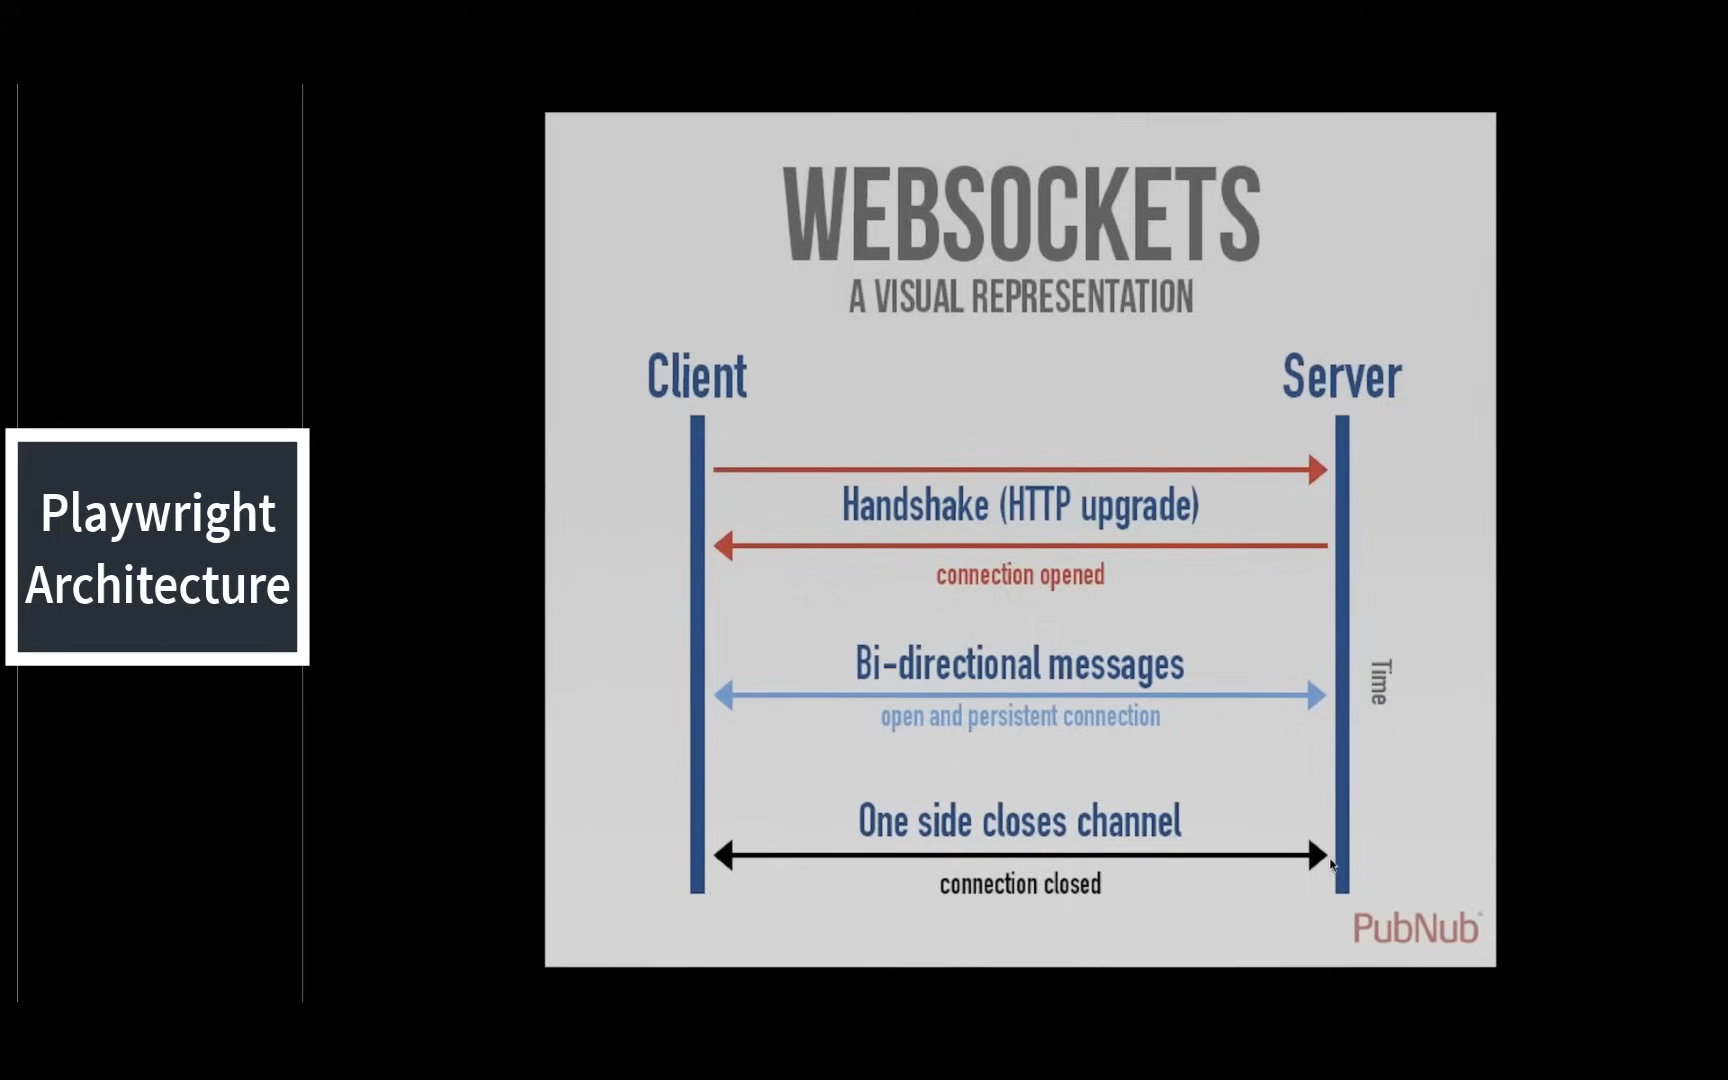 Playwright
Architecture
WEBSOCKETS
A VISUAL REPRESENTATION
Client
Server
Handshake (HTTP upgrade)
connection opened
Bi-directional messages
open and persistent connection
Time
One side closes channel
connection closed
PubNub